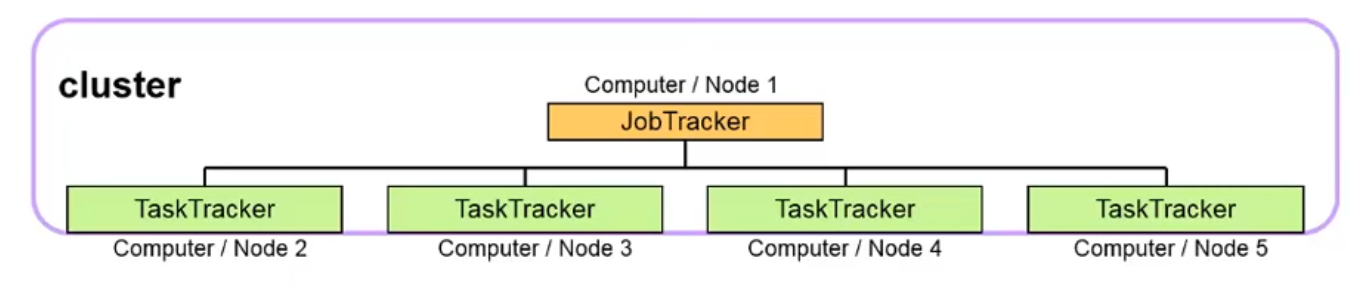 cluster
Computer / Node 1
JobTracker
TaskTracker
TaskTracker
TaskTracker
TaskTracker
Computer / Node 2
Computer / Node 3
Computer / Node 4
Computer / Node 5